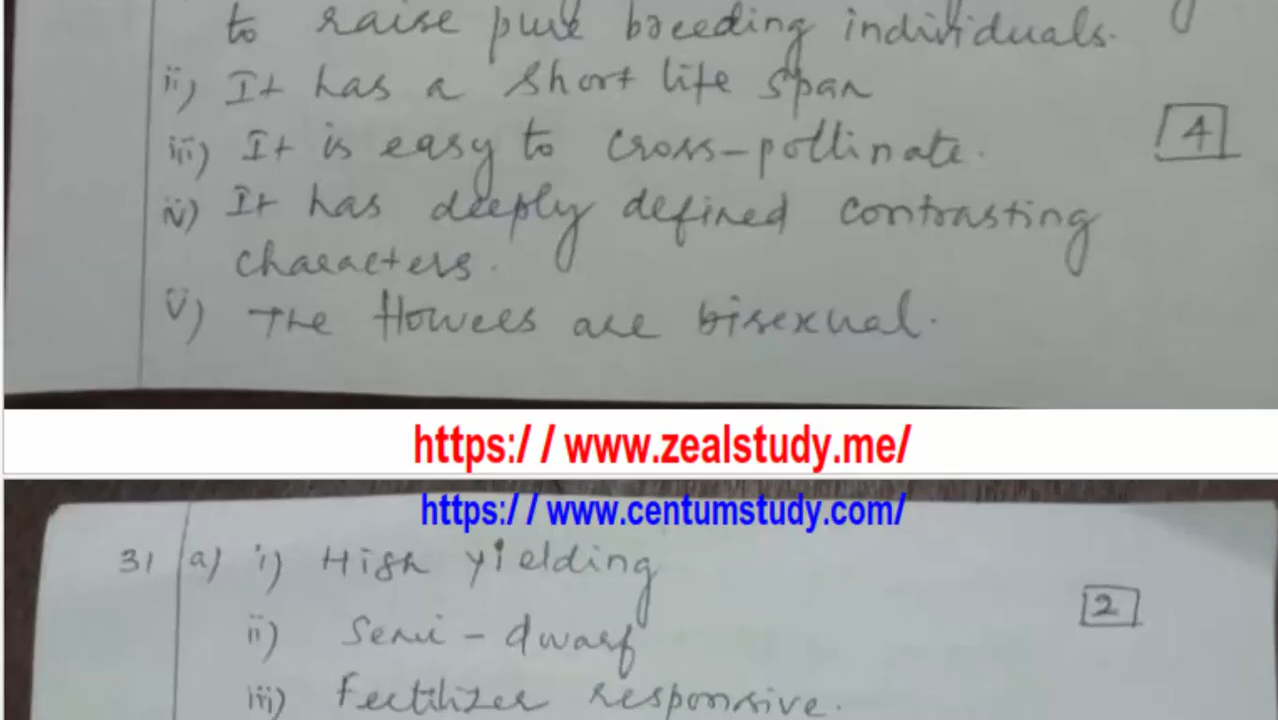 to raise pure breeding individuals.
ii) It has a short life span
iii) It is easy to cross-pollinate.
4
iv) It has deeply defined contrasting
characters.
v) The flowers are bisexual.
https:// www.zealstudy.me/
https:// www.centumstudy.com/
31 a) i) High yielding
2
ii) Semi - dwarf
iii) Fertilizer responsive.